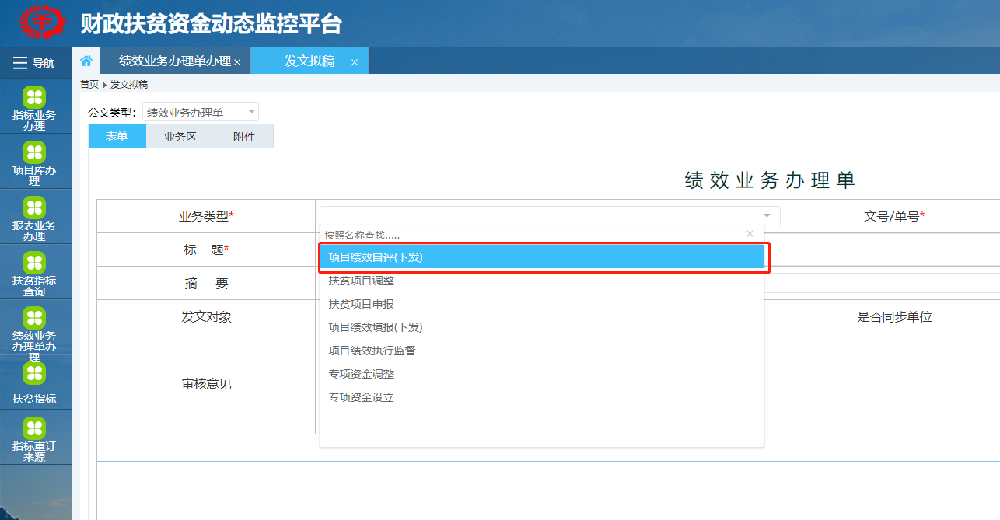 财政扶贫资金动态监控平台
导航
绩效业务办理单办理×
发文拟稿 ×
首页 发文拟稿
指标业务
办理
项目库办
理
报表业务
办理
扶贫指标
查询
绩效业务
办理单办
理
扶贫指标
指标重订
来源
公文类型: 绩效业务办理单
表单 业务区 附件
绩效业务办理单
业务类型* 文号/单号*
按照名称查找.....
标 题*
项目绩效自评(下发)
摘 要
扶贫项目调整
扶贫项目申报
发文对象 是否同步单位
项目绩效填报(下发)
项目绩效执行监督
专项资金调整
审核意见
专项资金设立